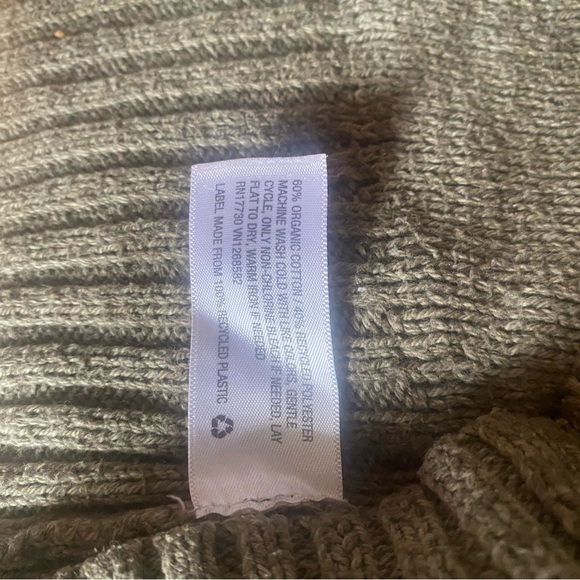 60% ORGANIC COTTON / 40% RECYCLED POLYESTER
MACHINE WASH COLD WITH LIKE COLORS, GENTLE
CYCLE, ONLY NON-CHLORINE BLEACH IF NEEDED, LAY
FLAT TO DRY, WARM IRON IF NEEDED
RN17730 VN1268592
LABEL MADE FROM 100% RECYCLED PLASTIC